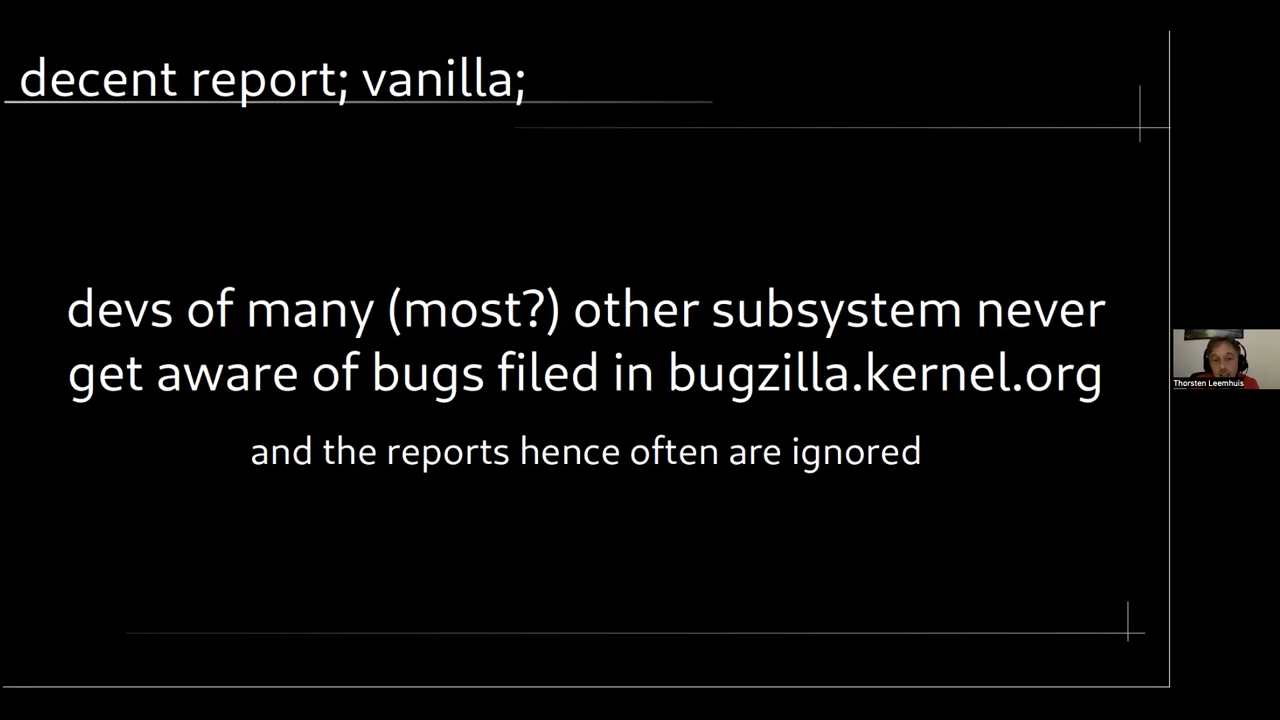 decent report; vanilla;
devs of many (most?) other subsystem never
get aware of bugs filed in bugzilla.kernel.org
and the reports hence often are ignored
Thorsten Leemhuis